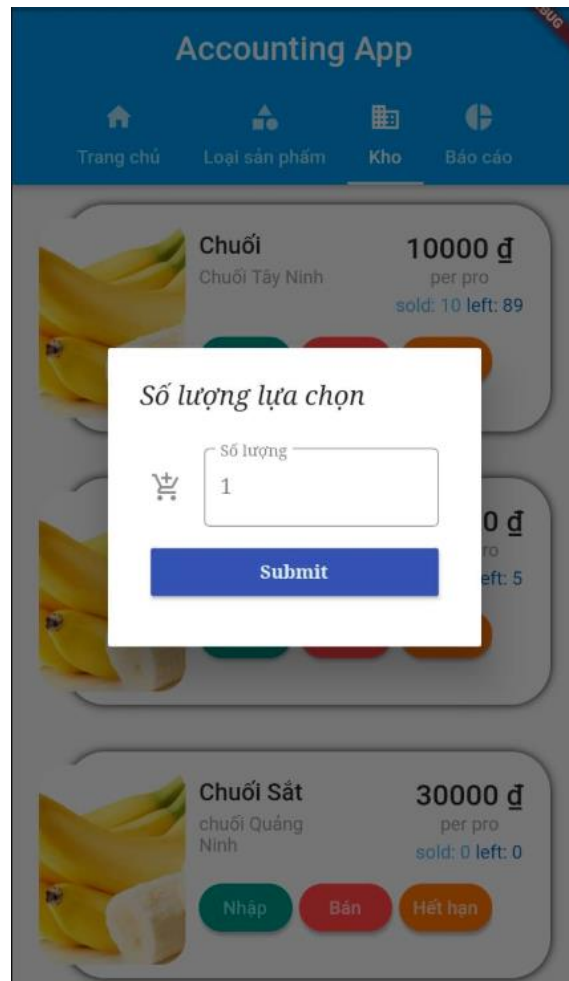 Accounting App
Trang chủ
Loại sản phẩm
Kho
Báo cáo
Chuối
10000 đ
Chuối Tây Ninh
per pro
sold: 10 left: 89
Số lượng lựa chọn
Số lượng
1
Submit
0 đ
left: 5
Chuối Sắt
30000 đ
chuối Quảng
Ninh
per pro
sold: 0 left: 0
Nhập
Bán
Hết hạn